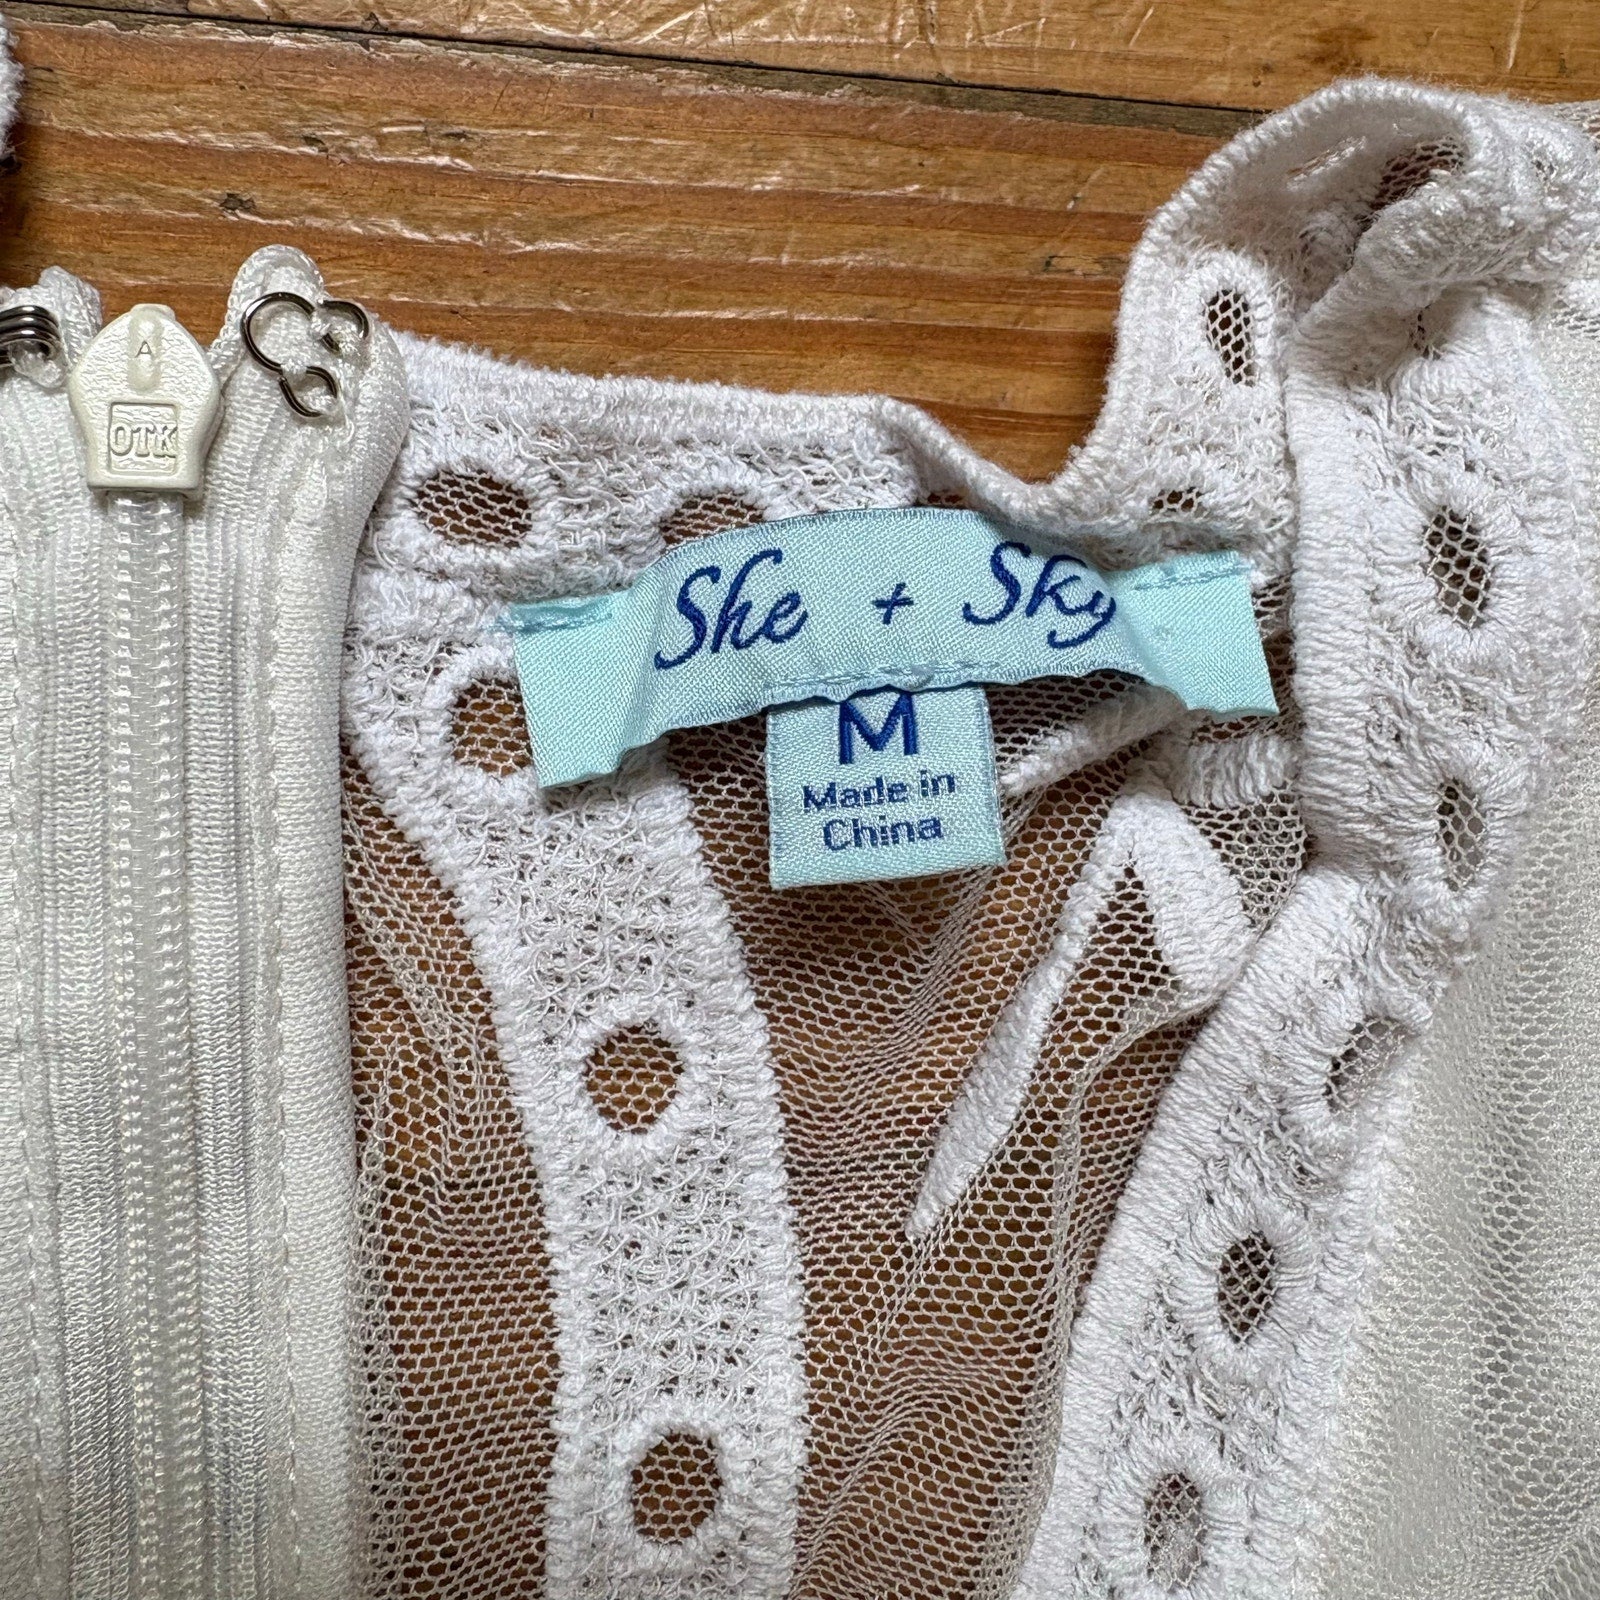 A
OTK
She + Sky
M
Made in
China